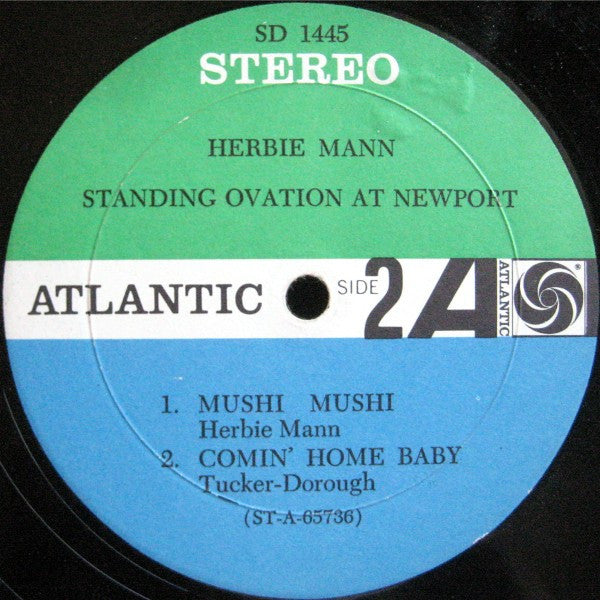 SD 1445
STEREO
HERBIE MANN
STANDING OVATION AT NEWPORT
ATLANTIC
SIDE 2
A
ATLANTIC
®
1. MUSHI MUSHI
Herbie Mann
2. COMIN' HOME BABY
Tucker-Dorough
(ST-A-65736)